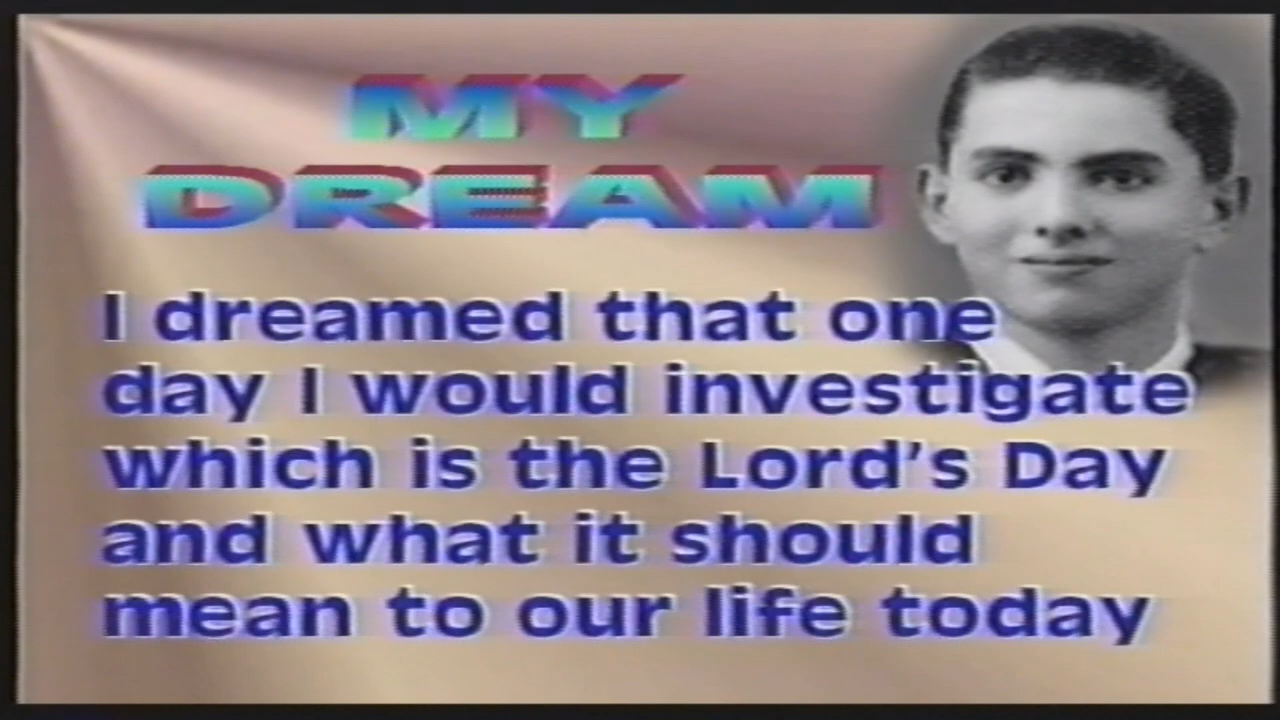 MY
DREAM
I dreamed that one
day I would investigate
which is the Lord's Day
and what it should
mean to our life today